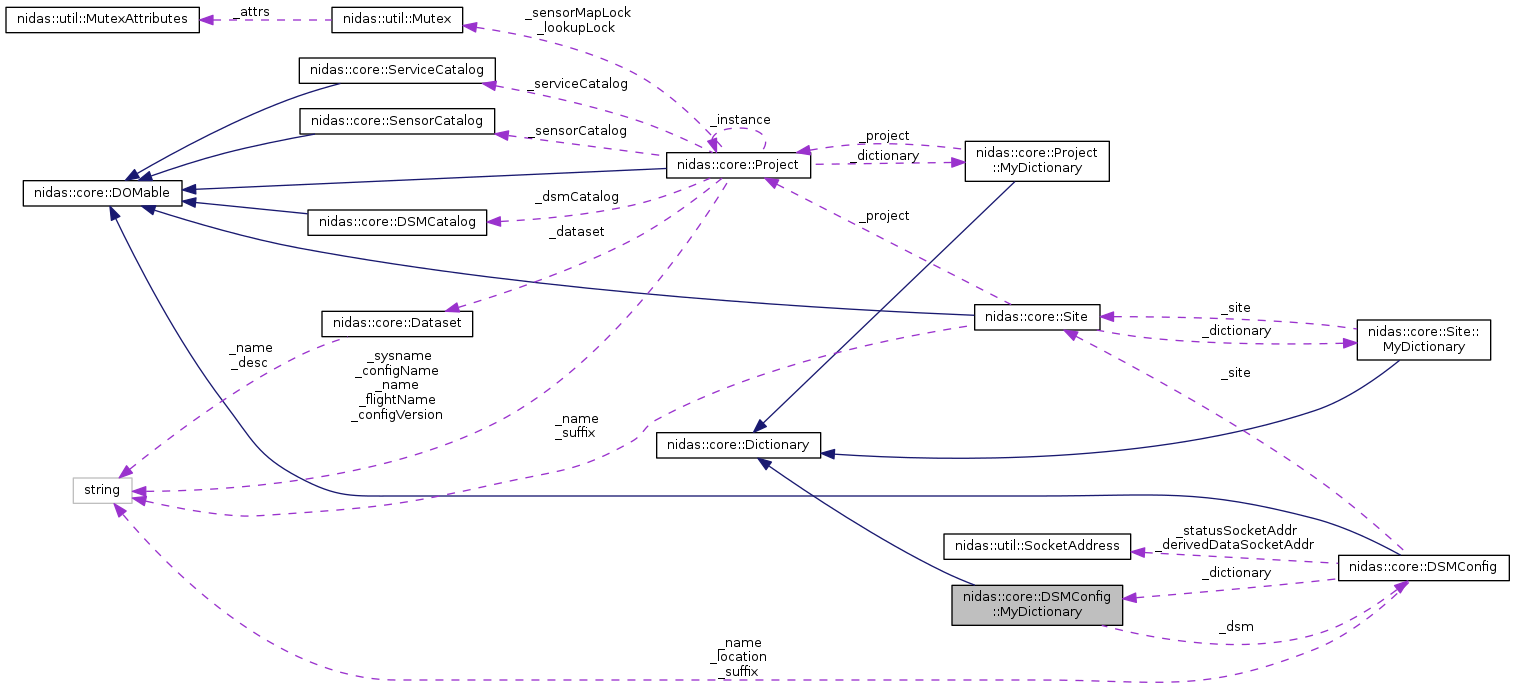 nidas::util::MutexAttributes
_attrs
nidas::util::Mutex
_sensorMapLock
_lookupLock
nidas::core::ServiceCatalog
_serviceCatalog
nidas::core::SensorCatalog
_sensorCatalog
_instance
nidas::core::Project
_project
_dictionary
nidas::core::Project
::MyDictionary
nidas::core::DOMable
nidas::core::DSMCatalog
_dsmCatalog
_dataset
_project
nidas::core::Dataset
nidas::core::Site
_site
_dictionary
nidas::core::Site::
MyDictionary
_name
_desc
_sysname
_configName
_name
_flightName
_configVersion
_name
_suffix
_site
nidas::core::Dictionary
string
nidas::util::SocketAddress
_statusSocketAddr
_derivedDataSocketAddr
nidas::core::DSMConfig
_dictionary
nidas::core::DSMConfig
::MyDictionary
_dsm
_name
_location
_suffix